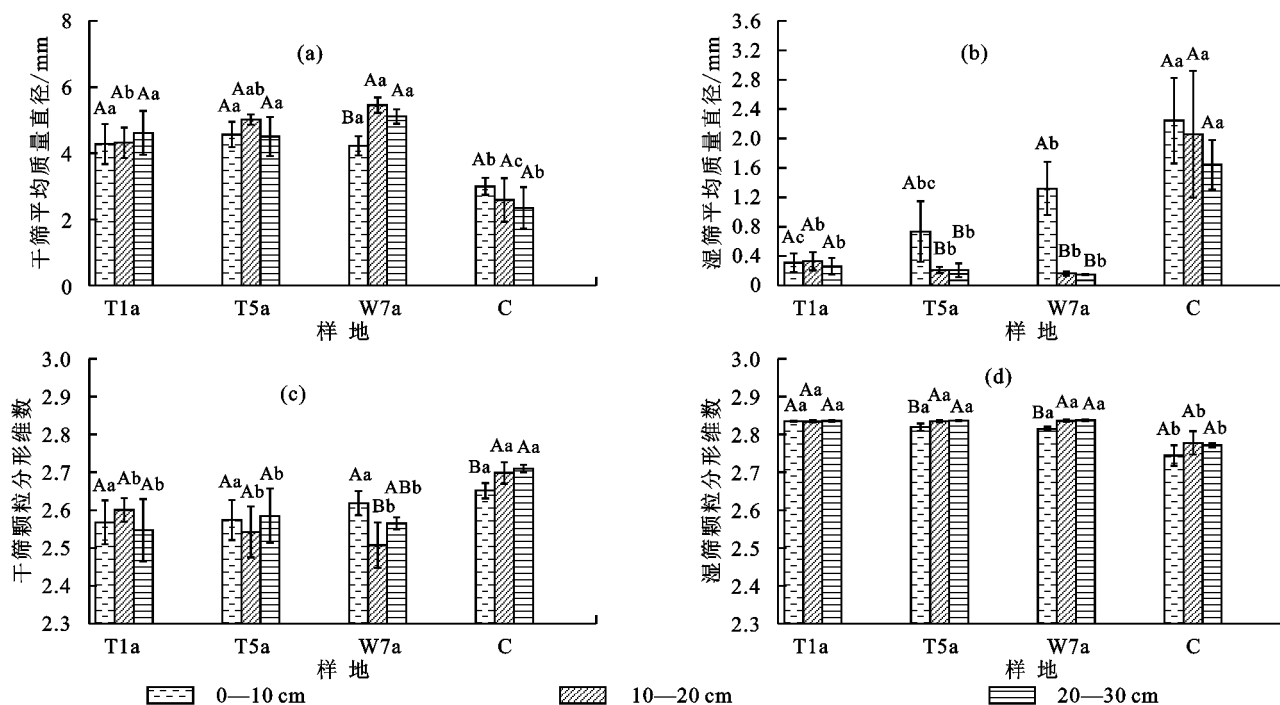 (a)
干筛平均质量直径/mm
8
6
4
2
0
Aa Ab Aa
Aa Aab Aa
Ba Aa Aa
Ab Ac Ab
T1a T5a W7a C
样 地
(b)
湿筛平均质量直径/mm
3.6
3.2
2.8
2.4
2.0
1.6
1.2
0.8
0.4
0
Ac Ab Ab
Abc Bb Bb
Ab Bb Bb
Aa Aa Aa
T1a T5a W7a C
样 地
(c)
干筛颗粒分形维数
3.0
2.9
2.8
2.7
2.6
2.5
2.4
2.3
Aa Ab Ab
Aa Ab Ab
Aa Bb ABb
Ba Aa Aa
T1a T5a W7a C
样 地
(d)
湿筛颗粒分形维数
3.0
2.9
2.8
2.7
2.6
2.5
2.4
2.3
Aa Aa Aa
Ba Aa Aa
Ba Aa Aa
Ab Ab Ab
T1a T5a W7a C
样 地
0—10 cm 10—20 cm 20—30 cm